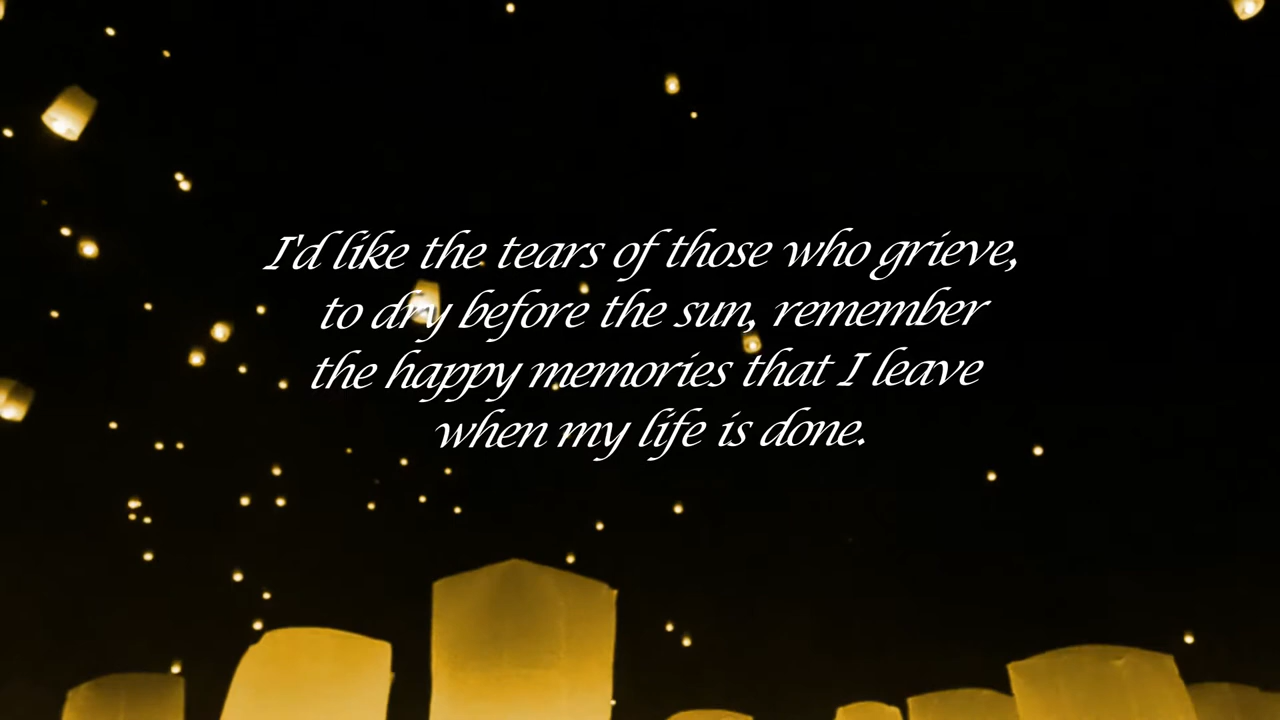 I'd like the tears of those who grieve,
to dry before the sun, remember
the happy memories that I leave
when my life is done.